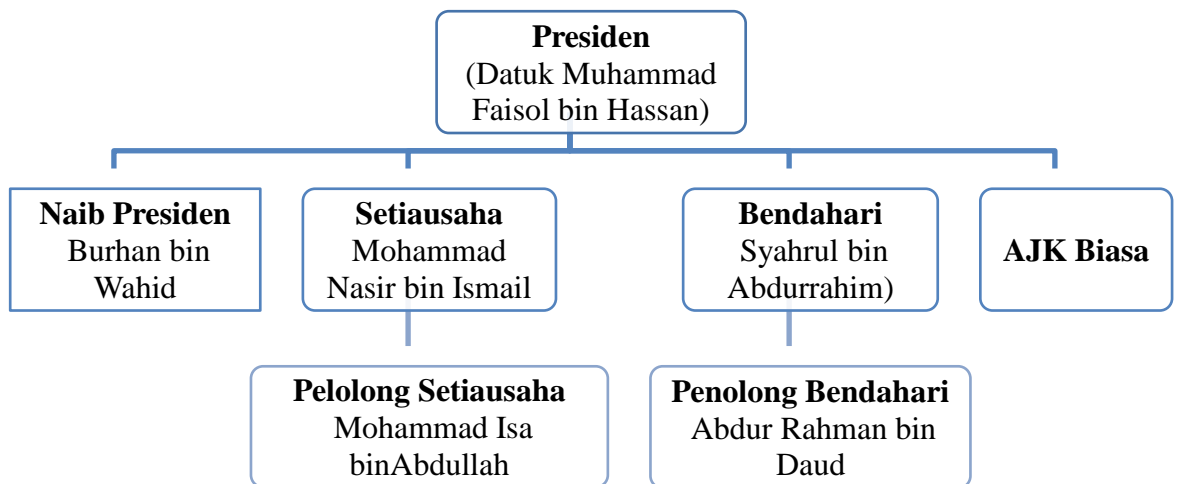 Presiden
(Datuk Muhammad
Faisol bin Hassan)
Naib Presiden
Burhan bin
Wahid
Setiausaha
Mohammad
Nasir bin Ismail
Bendahari
Syahrul bin
Abdurrahim)
AJK Biasa
Pelolong Setiausaha
Mohammad Isa
binAbdullah
Penolong Bendahari
Abdur Rahman bin
Daud